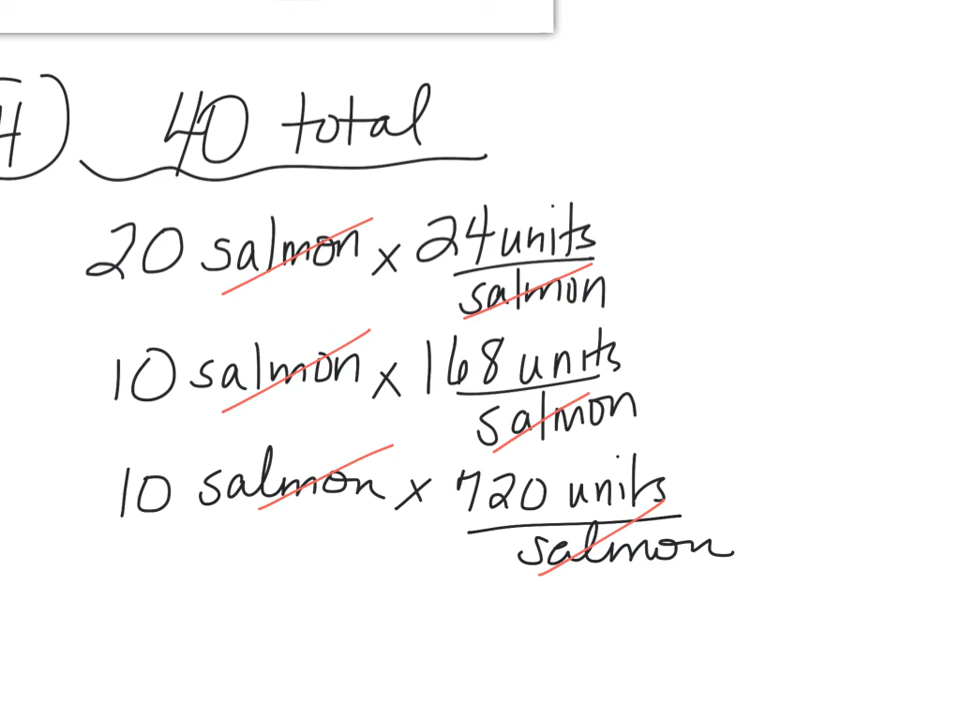 4) 40 total
20 salmon x 24 units
salmon
10 salmon x 168 units
salmon
10 salmon x 720 units
salmon